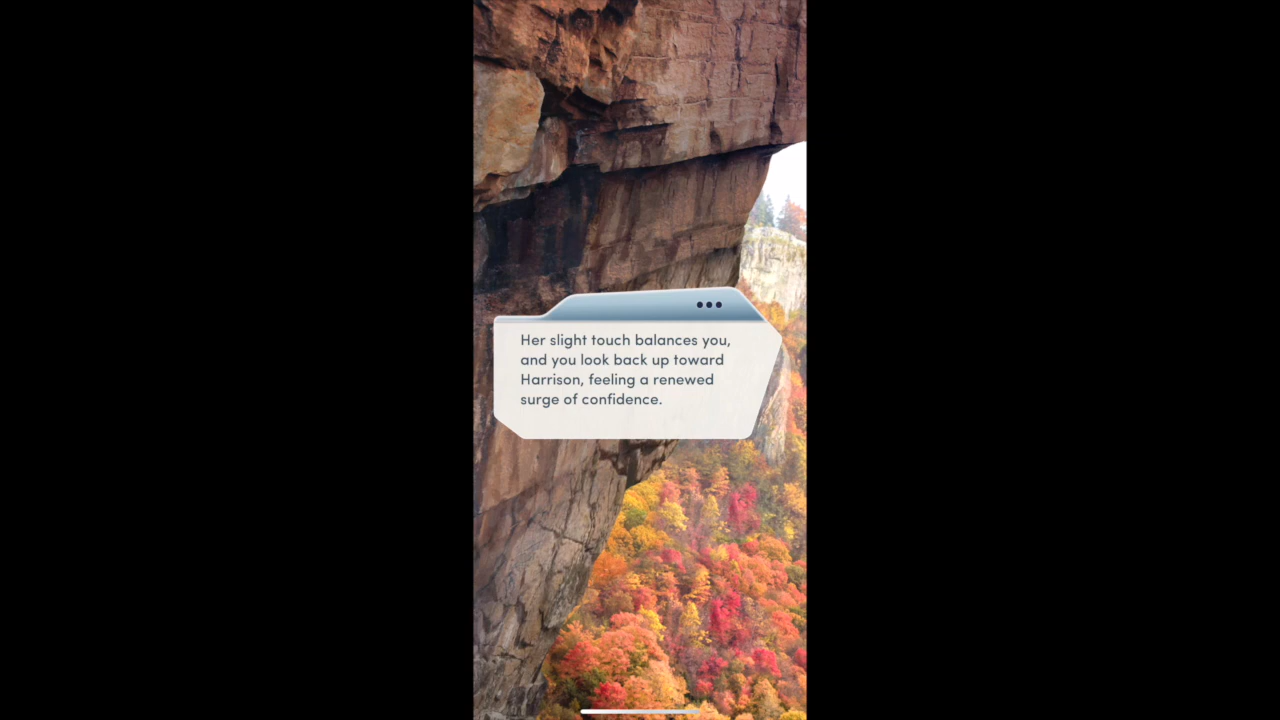 Her slight touch balances you,
and you look back up toward
Harrison, feeling a renewed
surge of confidence.